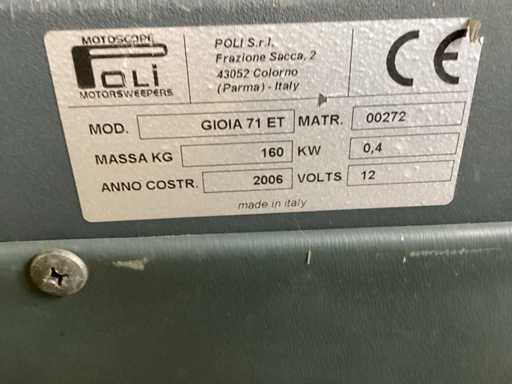 MOTOSCOPE
POLI
MOTORSWEEPERS
POLI S.r.l.
Frazione Sacca, 2
43052 Colorno
(Parma) - Italy
CE
MOD. GIOIA 71 ET MATR. 00272
MASSA KG 160 KW 0,4
ANNO COSTR. 2006 VOLTS 12
made in italy